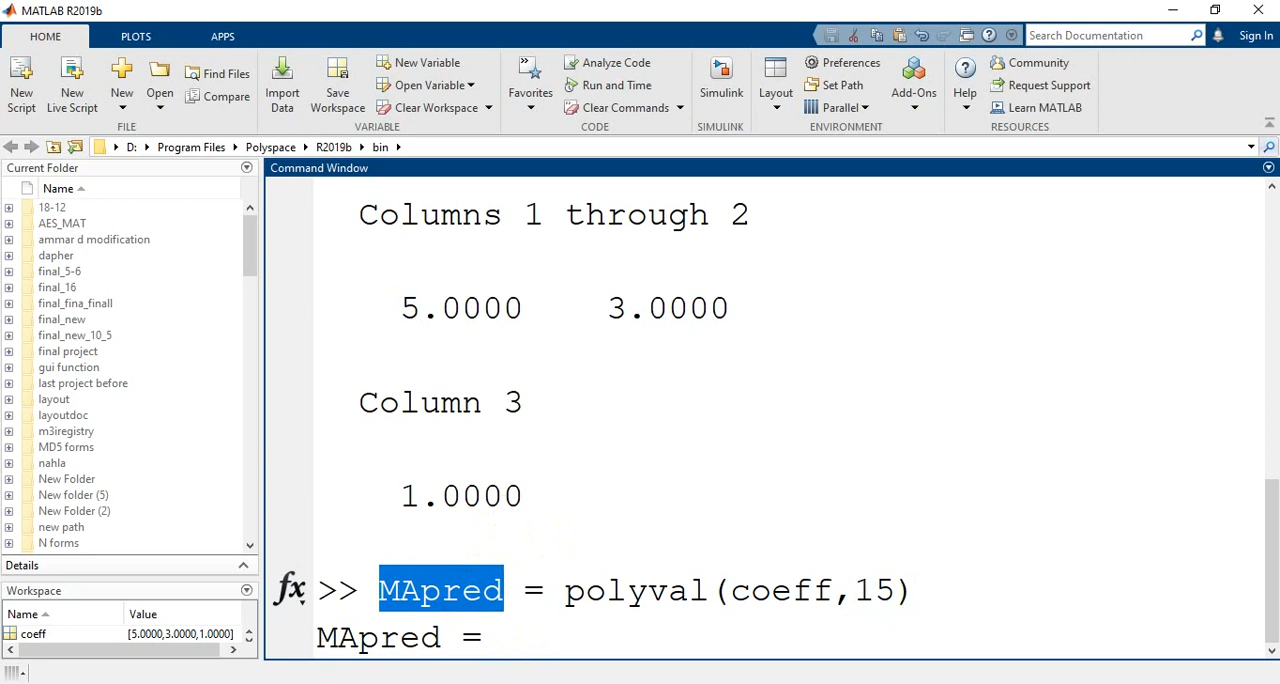 MATLAB R2019b
HOME PLOTS APPS
Search Documentation Sign In
New Script
New Live Script
New
Open
Find Files
Compare
Import Data
Save Workspace
New Variable
Open Variable
Clear Workspace
Favorites
Analyze Code
Run and Time
Clear Commands
Simulink
Layout
Preferences
Set Path
Parallel
Add-Ons
Help
Community
Request Support
Learn MATLAB
FILE VARIABLE CODE SIMULINK ENVIRONMENT RESOURCES
D: Program Files Polyspace R2019b bin
Current Folder
Name
18-12
AES_MAT
ammar d modification
dapher
final_5-6
final_16
final_fina_finall
final_new
final_new_10_5
final project
gui function
last project before
layout
layoutdoc
m3iregistry
MD5 forms
nahla
New Folder
New folder (5)
New Folder (2)
new path
N forms
Details
Workspace
Name Value
coeff [5.0000,3.0000,1.0000]
Command Window
Columns 1 through 2
5.0000 3.0000
Column 3
1.0000
fx >> MApred = polyval(coeff,15)
MApred =